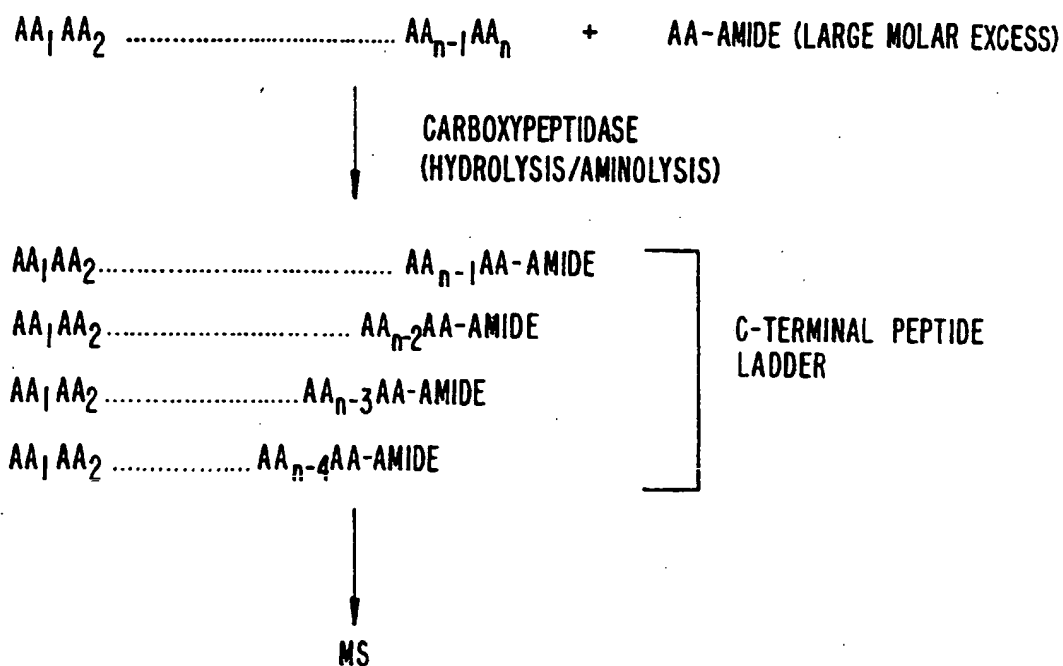 AA₁AA₂ ........................................ AAₙ₋₁AAₙ + AA-AMIDE (LARGE MOLAR EXCESS)
CARBOXYPEPTIDASE
(HYDROLYSIS/AMINOLYSIS)
AA₁AA₂........................................ AAₙ₋₁AA-AMIDE
AA₁AA₂.................................... AAₙ₋₂AA-AMIDE
AA₁AA₂............................AAₙ₋₃AA-AMIDE
AA₁AA₂ .................... AAₙ₋₄AA-AMIDE
C-TERMINAL PEPTIDE
LADDER
MS